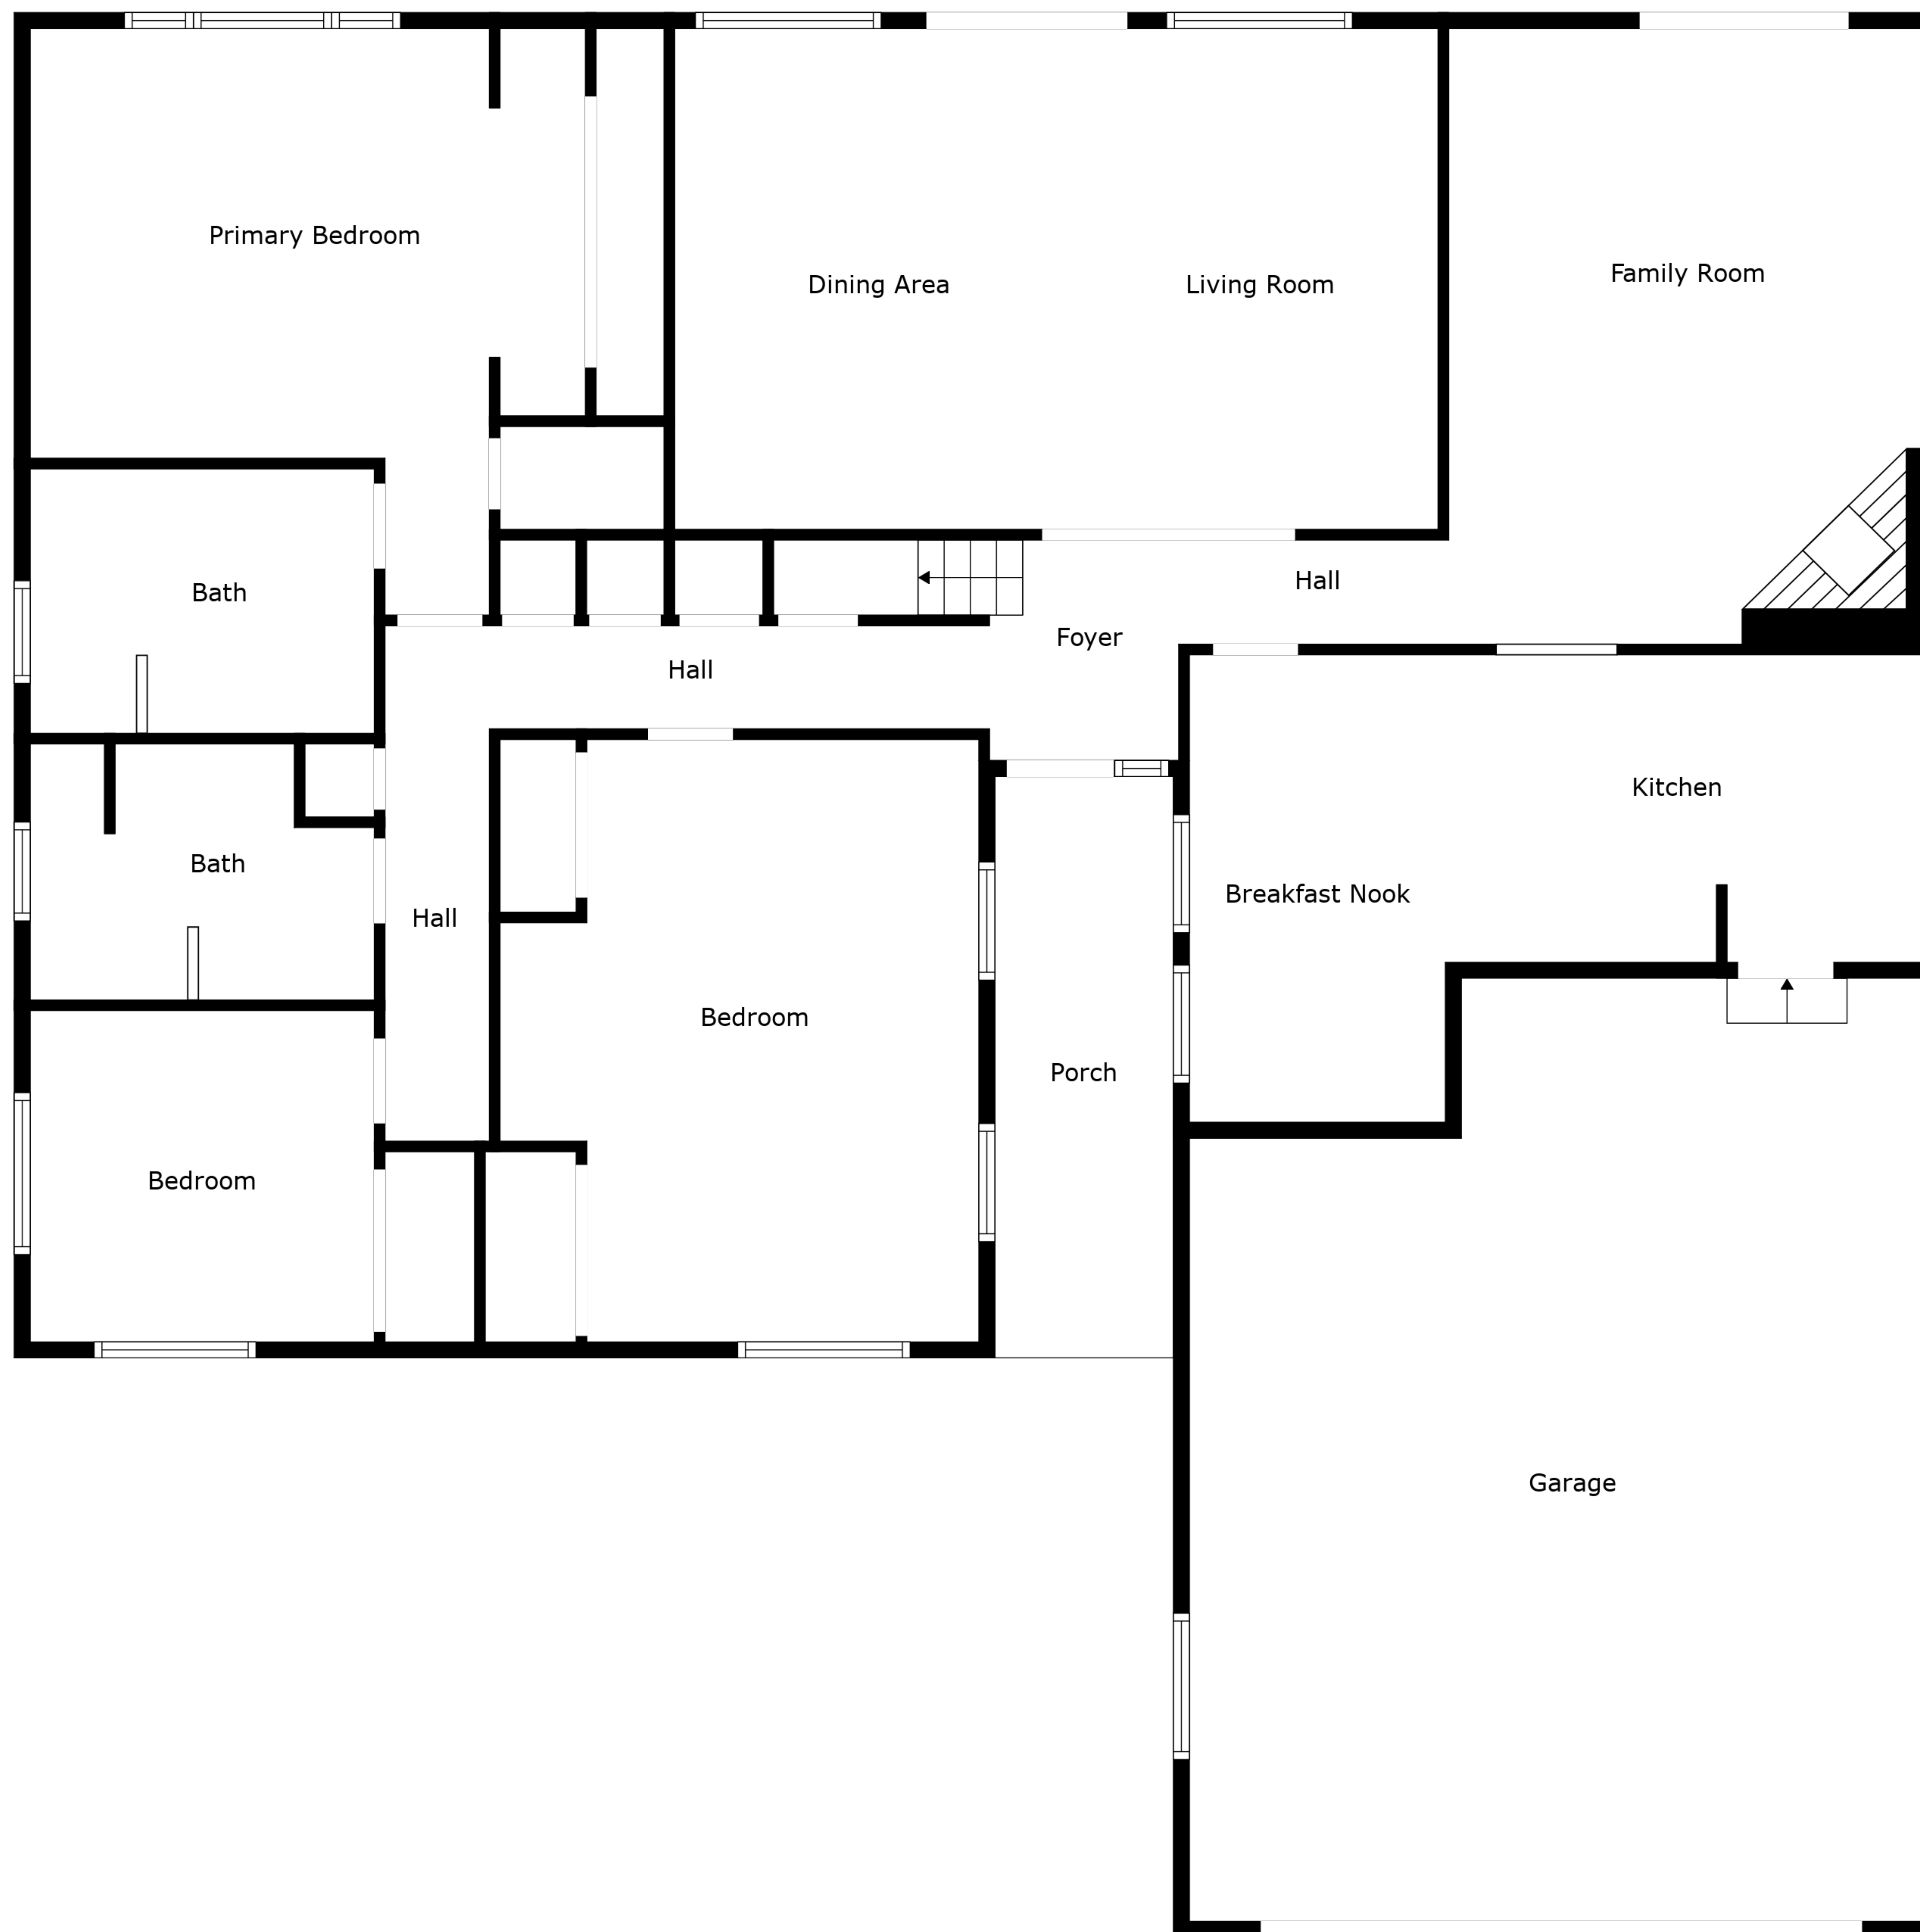 Primary Bedroom
Dining Area
Living Room
Family Room
Bath
Hall
Foyer
Hall
Kitchen
Bath
Breakfast Nook
Hall
Bedroom
Porch
Bedroom
Garage